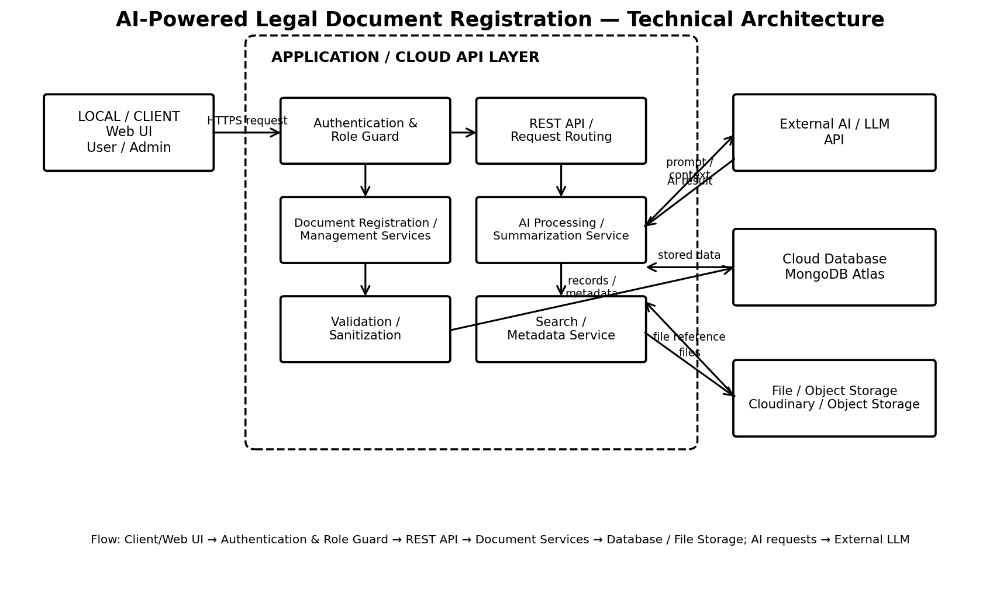 AI-Powered Legal Document Registration — Technical Architecture
APPLICATION / CLOUD API LAYER
LOCAL / CLIENT
Web UI
User / Admin
HTTPS request
Authentication &
Role Guard
REST API /
Request Routing
External AI / LLM
API
prompt /
context
AI result
Document Registration /
Management Services
AI Processing /
Summarization Service
stored data
Cloud Database
MongoDB Atlas
records /
metadata
Validation /
Sanitization
Search /
Metadata Service
file reference
files
File / Object Storage
Cloudinary / Object Storage
Flow: Client/Web UI → Authentication & Role Guard → REST API → Document Services → Database / File Storage; AI requests → External LLM